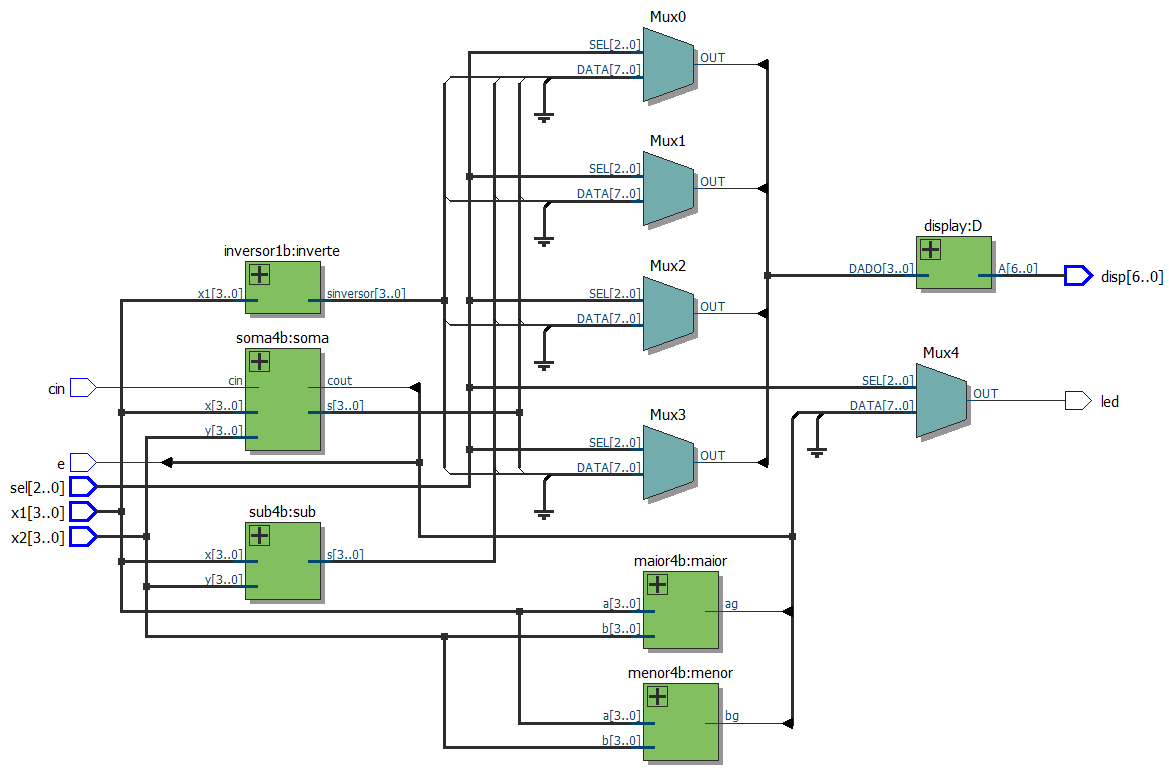 Mux0
SEL[2..0]
DATA[7..0]
OUT
Mux1
SEL[2..0]
DATA[7..0]
OUT
Mux2
SEL[2..0]
DATA[7..0]
OUT
Mux3
SEL[2..0]
DATA[7..0]
OUT
display:D
DADO[3..0]
A[6..0]
disp[6..0]
Mux4
SEL[2..0]
DATA[7..0]
OUT
led
inversor1b:inverte
x1[3..0]
sinversor[3..0]
soma4b:soma
cin
x[3..0]
y[3..0]
cout
s[3..0]
cin
e
sel[2..0]
x1[3..0]
x2[3..0]
sub4b:sub
x[3..0]
y[3..0]
s[3..0]
maior4b:maior
a[3..0]
b[3..0]
ag
menor4b:menor
a[3..0]
b[3..0]
bg